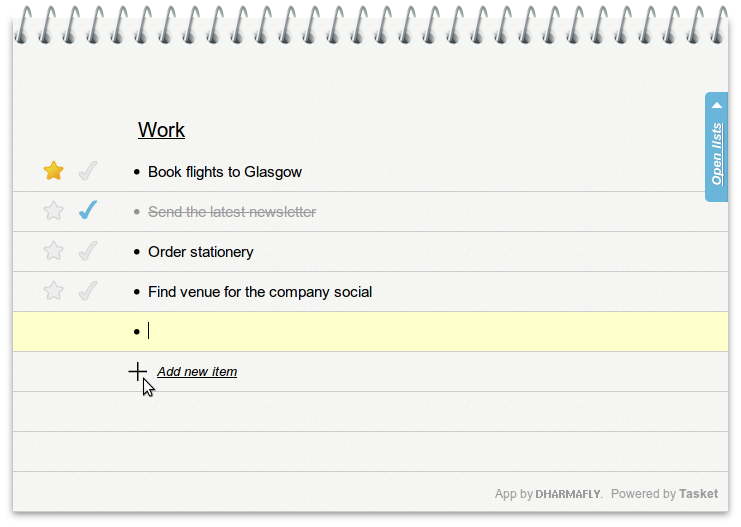 Work
Open lists
• Book flights to Glasgow
• Send the latest newsletter
• Order stationery
• Find venue for the company social
•
Add new item
App by DHARMAFLY. Powered by Tasket